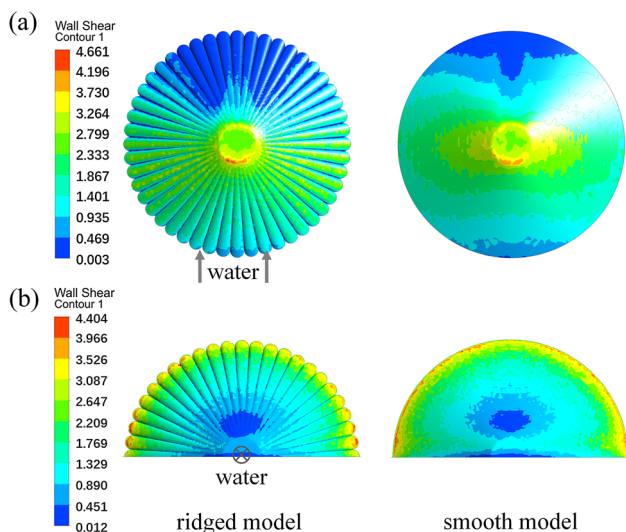 (a)
Wall Shear
Contour 1
4.661
4.196
3.730
3.264
2.799
2.333
1.867
1.401
0.935
0.469
0.003
water
(b)
Wall Shear
Contour 1
4.404
3.966
3.526
3.087
2.647
2.209
1.769
1.329
0.890
0.451
0.012
water
ridged model
smooth model